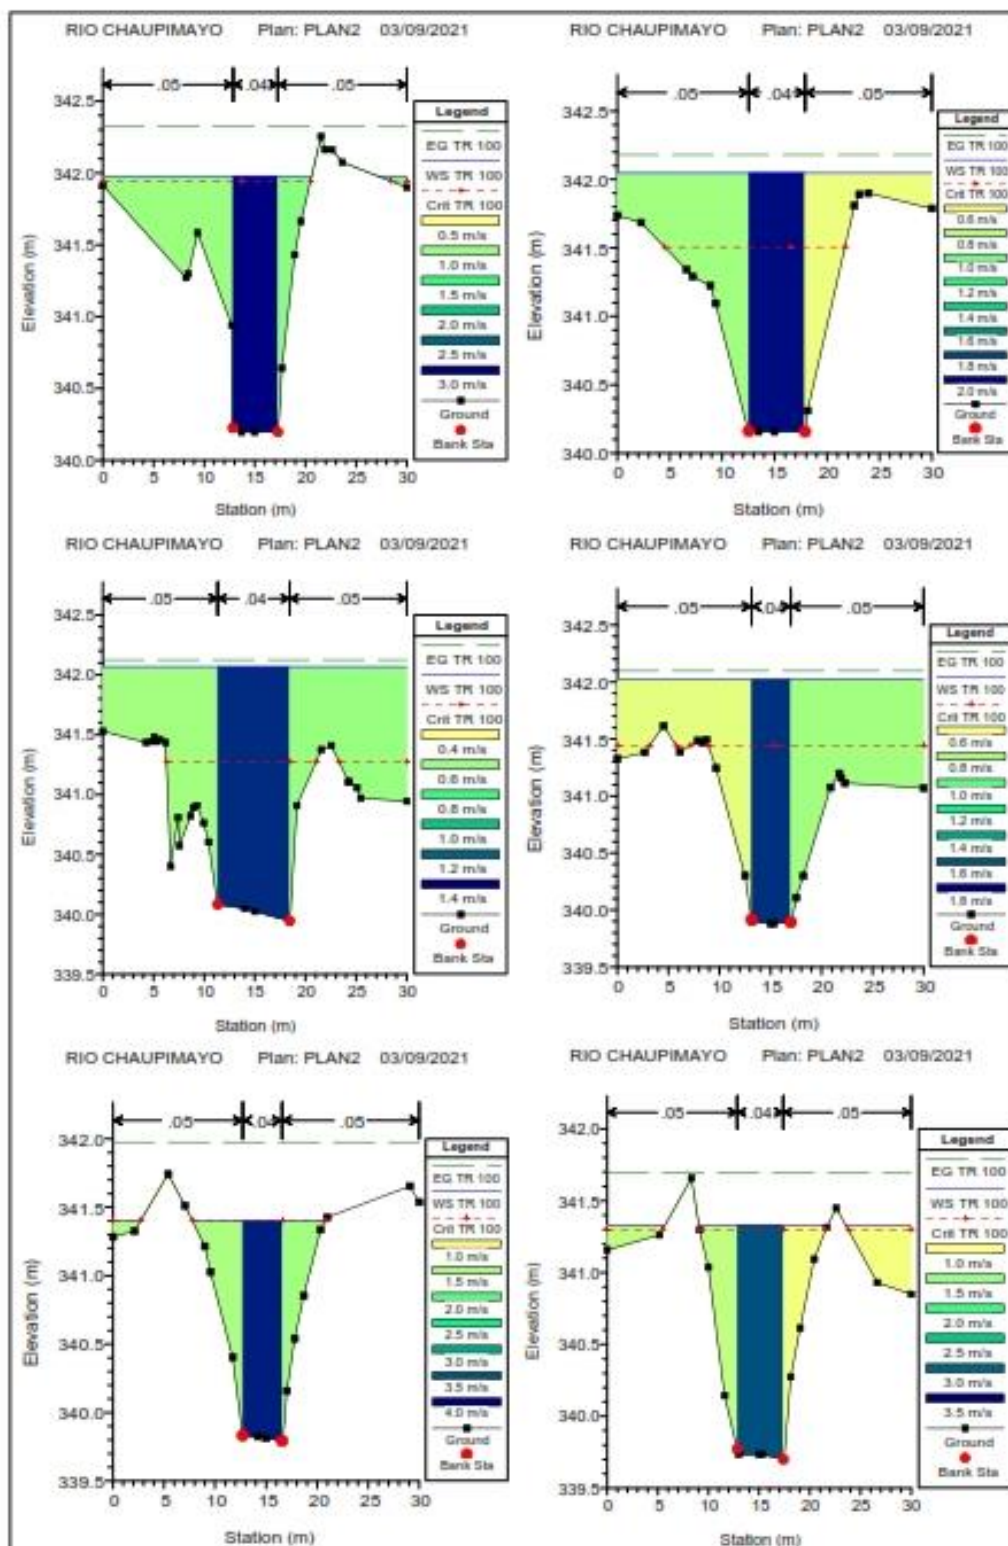 RIO CHAUPIMAYO Plan: PLAN2 03/09/2021
.05 .04 .05
342.5
342.0
341.5
341.0
340.5
340.0
Elevation (m)
0 5 10 15 20 25 30
Station (m)
Legend
EG TR 100
WS TR 100
Crit TR 100
0.5 m/s
1.0 m/s
1.5 m/s
2.0 m/s
2.5 m/s
3.0 m/s
Ground
Bank Sta
RIO CHAUPIMAYO Plan: PLAN2 03/09/2021
.05 .04 .05
342.5
342.0
341.5
341.0
340.5
340.0
Elevation (m)
0 5 10 15 20 25 30
Station (m)
Legend
EG TR 100
WS TR 100
Crit TR 100
0.6 m/s
0.8 m/s
1.0 m/s
1.2 m/s
1.4 m/s
1.6 m/s
1.8 m/s
2.0 m/s
Ground
Bank Sta
RIO CHAUPIMAYO Plan: PLAN2 03/09/2021
.05 .04 .05
342.5
342.0
341.5
341.0
340.5
340.0
339.5
Elevation (m)
0 5 10 15 20 25 30
Station (m)
Legend
EG TR 100
WS TR 100
Crit TR 100
0.4 m/s
0.6 m/s
0.8 m/s
1.0 m/s
1.2 m/s
1.4 m/s
Ground
Bank Sta
RIO CHAUPIMAYO Plan: PLAN2 03/09/2021
.05 .04 .05
342.5
342.0
341.5
341.0
340.5
340.0
339.5
Elevation (m)
0 5 10 15 20 25 30
Station (m)
Legend
EG TR 100
WS TR 100
Crit TR 100
0.6 m/s
0.8 m/s
1.0 m/s
1.2 m/s
1.4 m/s
1.6 m/s
1.8 m/s
Ground
Bank Sta
RIO CHAUPIMAYO Plan: PLAN2 03/09/2021
.05 .04 .05
342.0
341.5
341.0
340.5
340.0
339.5
Elevation (m)
0 5 10 15 20 25 30
Station (m)
Legend
EG TR 100
WS TR 100
Crit TR 100
1.0 m/s
1.5 m/s
2.0 m/s
2.5 m/s
3.0 m/s
3.5 m/s
4.0 m/s
Ground
Bank Sta
RIO CHAUPIMAYO Plan: PLAN2 03/09/2021
.05 .04 .05
342.0
341.5
341.0
340.5
340.0
339.5
Elevation (m)
0 5 10 15 20 25 30
Station (m)
Legend
EG TR 100
WS TR 100
Crit TR 100
1.0 m/s
1.5 m/s
2.0 m/s
2.5 m/s
3.0 m/s
3.5 m/s
Ground
Bank Sta